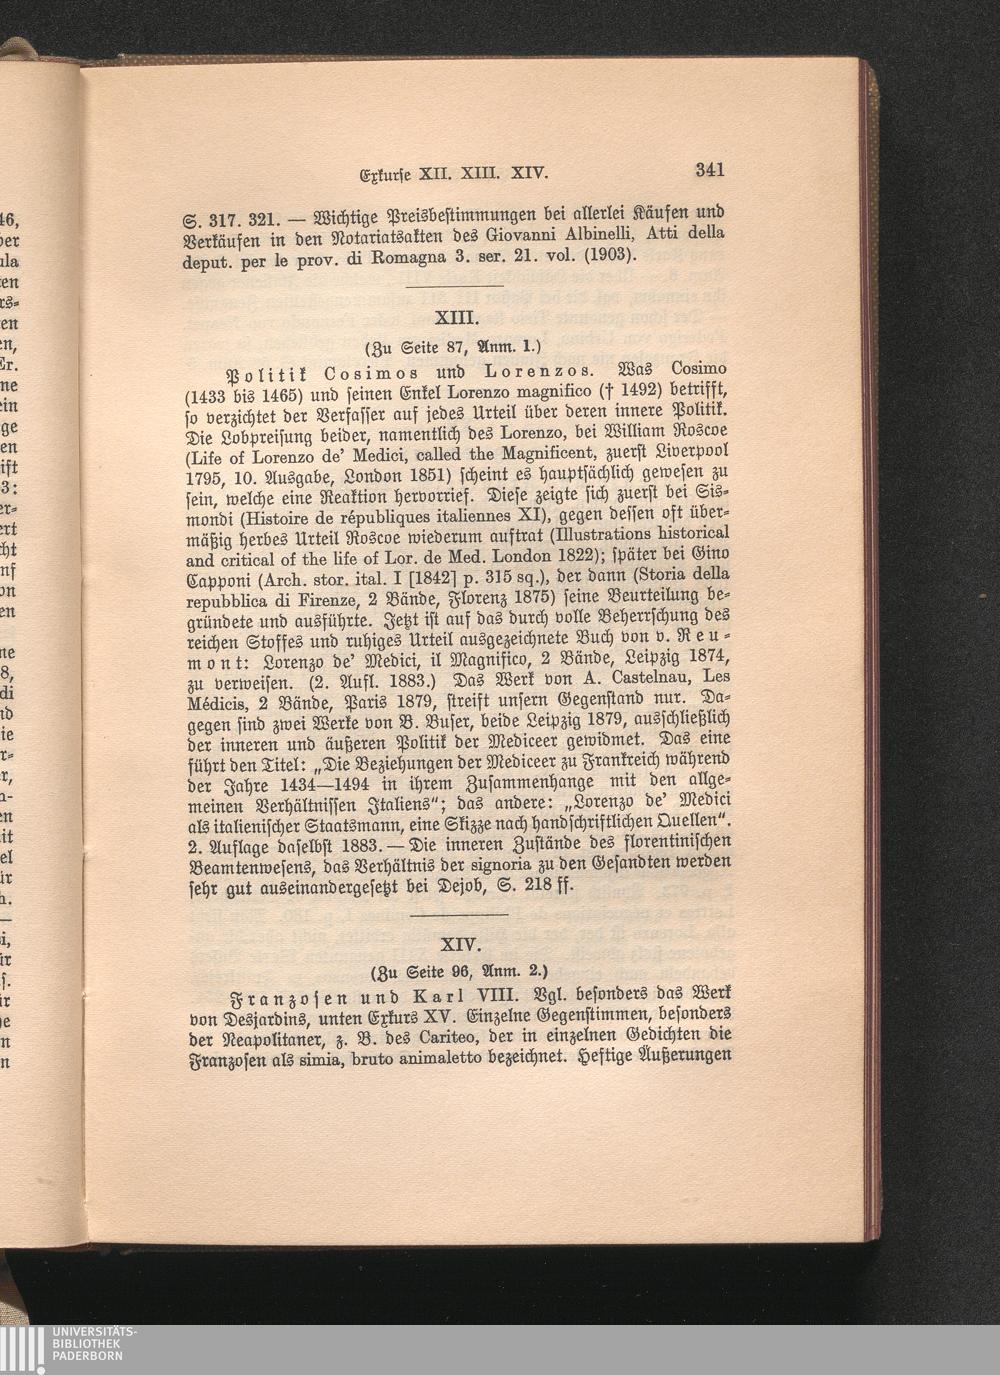 Exkurse XII. XIII. XIV. 341
S. 317. 321. — Wichtige Preisbestimmungen bei allerlei Käufen und
Verkäufen in den Notariatsakten des Giovanni Albinelli, Atti della
deput. per le prov. di Romagna 3. ser. 21. vol. (1903).
XIII.
(Zu Seite 87, Anm. 1.)
Politik Cosimos und Lorenzos. Was Cosimo
(1433 bis 1465) und seinen Enkel Lorenzo magnifico († 1492) betrifft,
so verzichtet der Verfasser auf jedes Urteil über deren innere Politik.
Die Lobpreisung beider, namentlich des Lorenzo, bei William Roscoe
(Life of Lorenzo de' Medici, called the Magnificent, zuerst Liverpool
1795, 10. Ausgabe, London 1851) scheint es hauptsächlich gewesen zu
sein, welche eine Reaktion hervorrief. Diese zeigte sich zuerst bei Sis-
mondi (Histoire de républiques italiennes XI), gegen dessen oft über-
mäßig herbes Urteil Roscoe wiederum auftrat (Illustrations historical
and critical of the life of Lor. de Med. London 1822); später bei Gino
Capponi (Arch. stor. ital. I [1842] p. 315 sq.), der dann (Storia della
repubblica di Firenze, 2 Bände, Florenz 1875) seine Beurteilung be-
gründete und ausführte. Jetzt ist auf das durch volle Beherrschung des
reichen Stoffes und ruhiges Urteil ausgezeichnete Buch von v. Reu-
mont: Lorenzo de' Medici, il Magnifico, 2 Bände, Leipzig 1874,
zu verweisen. (2. Aufl. 1883.) Das Werk von A. Castelnau, Les
Médicis, 2 Bände, Paris 1879, streift unsern Gegenstand nur. Da-
gegen sind zwei Werke von B. Buser, beide Leipzig 1879, ausschließlich
der inneren und äußeren Politik der Mediceer gewidmet. Das eine
führt den Titel: „Die Beziehungen der Mediceer zu Frankreich während
der Jahre 1434—1494 in ihrem Zusammenhange mit den allge-
meinen Verhältnissen Italiens"; das andere: „Lorenzo de' Medici
als italienischer Staatsmann, eine Skizze nach handschriftlichen Quellen".
2. Auflage daselbst 1883. — Die inneren Zustände des florentinischen
Beamtenwesens, das Verhältnis der signoria zu den Gesandten werden
sehr gut auseinandergesetzt bei Dejob, S. 218 ff.
XIV.
(Zu Seite 96, Anm. 2.)
Franzosen und Karl VIII. Vgl. besonders das Werk
von Desjardins, unten Exkurs XV. Einzelne Gegenstimmen, besonders
der Neapolitaner, z. B. des Cariteo, der in einzelnen Gedichten die
Franzosen als simia, bruto animaletto bezeichnet. Heftige Äußerungen
UNIVERSITÄTS-
BIBLIOTHEK
PADERBORN